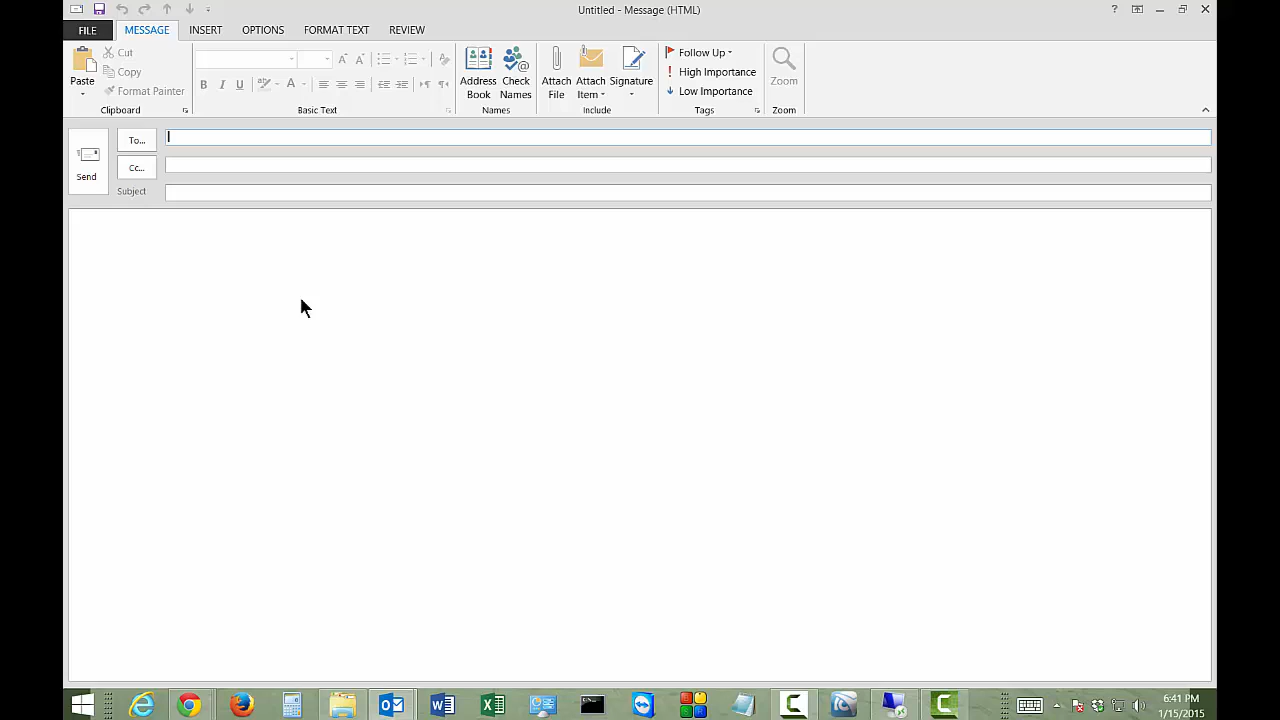 Untitled - Message (HTML)
FILE MESSAGE INSERT OPTIONS FORMAT TEXT REVIEW
Paste
Cut
Copy
Format Painter
Clipboard
B I U
Basic Text
Address Book
Check Names
Names
Attach File
Attach Item
Signature
Include
Follow Up
High Importance
Low Importance
Tags
Zoom
Zoom
Send
To...
Cc...
Subject
6:41 PM
1/15/2015